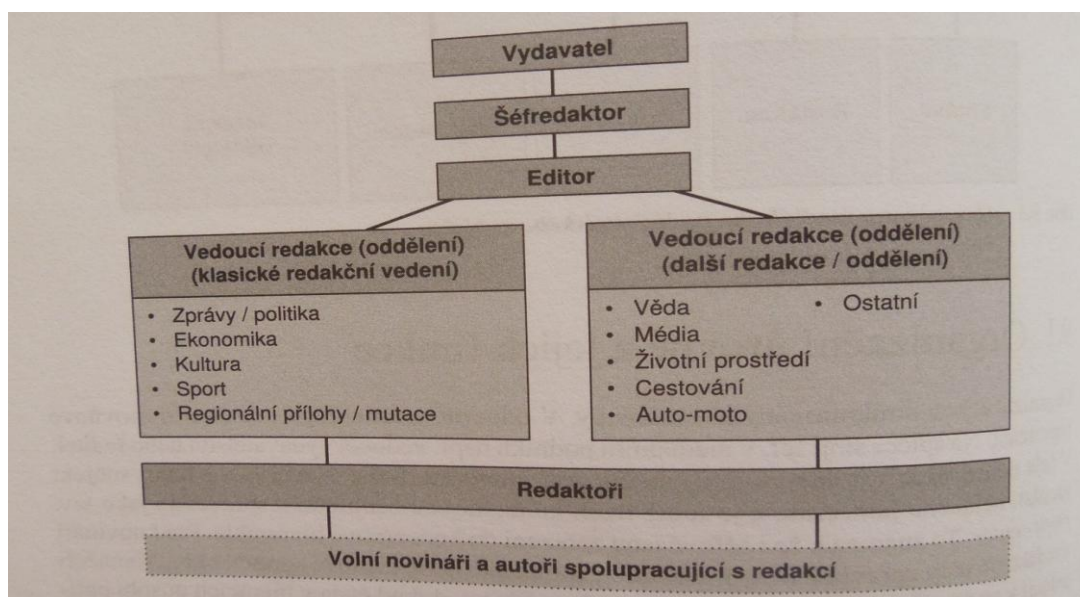 Vydavatel
Šéfredaktor
Editor
Vedoucí redakce (oddělení)
(klasické redakční vedení)
• Zprávy / politika
• Ekonomika
• Kultura
• Sport
• Regionální přílohy / mutace
Vedoucí redakce (oddělení)
(další redakce / oddělení)
• Věda
• Média
• Životní prostředí
• Cestování
• Auto-moto
• Ostatní
Redaktoři
Volní novináři a autoři spolupracující s redakcí